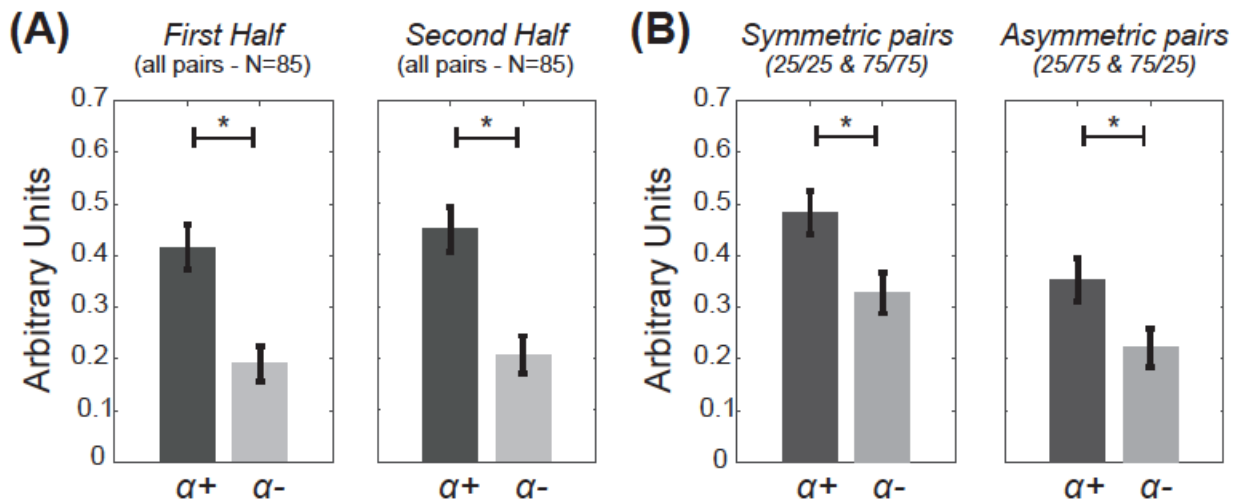 (A)
First Half
(all pairs - N=85)
Second Half
(all pairs - N=85)
(B)
Symmetric pairs
(25/25 & 75/75)
Asymmetric pairs
(25/75 & 75/25)
Arbitrary Units
0.7
0.6
0.5
0.4
0.3
0.2
0.1
0
*
*
α+ α-
α+ α-
Arbitrary Units
0.7
0.6
0.5
0.4
0.3
0.2
0.1
0
*
*
α+ α-
α+ α-